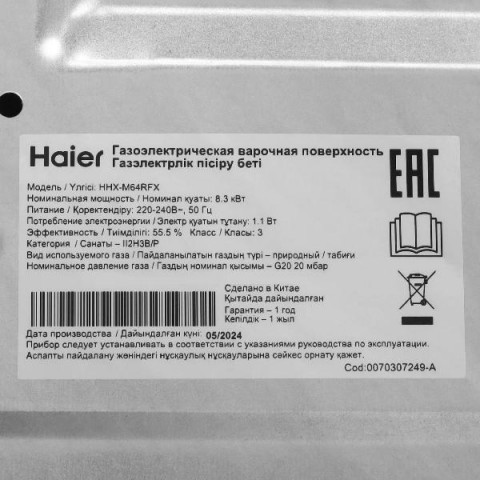 Haier
Газоэлектрическая варочная поверхность
Газэлектрлік пісіру беті
EAC
Модель / Үлгісі: HHX-M64RFX
Номинальная мощность / Номинал қуаты: 8.3 кВт
Питание / Қоректендіру: 220-240В~, 50 Гц
Потребление электроэнергии / Электр қуатын тұтану: 1.1 Вт
Эффективность / Тиімділігі: 55.5 % Класс / Класы: 3
Категория / Санаты – II2H3B/P
Вид используемого газа / Пайдаланылатын газдың түрі – природный / табиғи
Номинальное давление газа / Газдың номинал қысымы – G20 20 мбар
Сделано в Китае
Қытайда дайындалған
Гарантия – 1 год
Кепілдік – 1 жыл
Дата производства / Дайындалған күні: 05/2024
Прибор следует устанавливать в соответствии с указаниями руководство по эксплуатации.
Аспапты пайдалану жөніндегі нұсқаулық нұсқауларына сәйкес орнату қажет.
Cod:0070307249-A